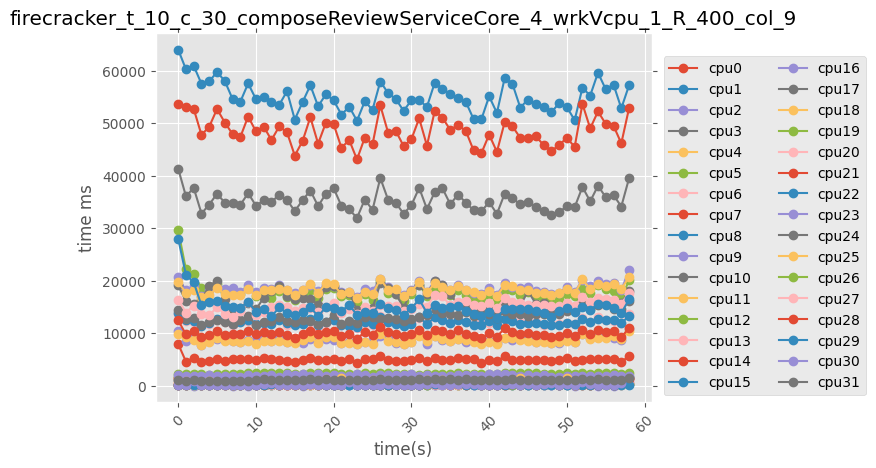 firecracker_t_10_c_30_composeReviewServiceCore_4_wrkVcpu_1_R_400_col_9
60000
50000
40000
30000
20000
10000
0
time ms
0
10
20
30
40
50
60
time(s)
cpu0
cpu1
cpu2
cpu3
cpu4
cpu5
cpu6
cpu7
cpu8
cpu9
cpu10
cpu11
cpu12
cpu13
cpu14
cpu15
cpu16
cpu17
cpu18
cpu19
cpu20
cpu21
cpu22
cpu23
cpu24
cpu25
cpu26
cpu27
cpu28
cpu29
cpu30
cpu31